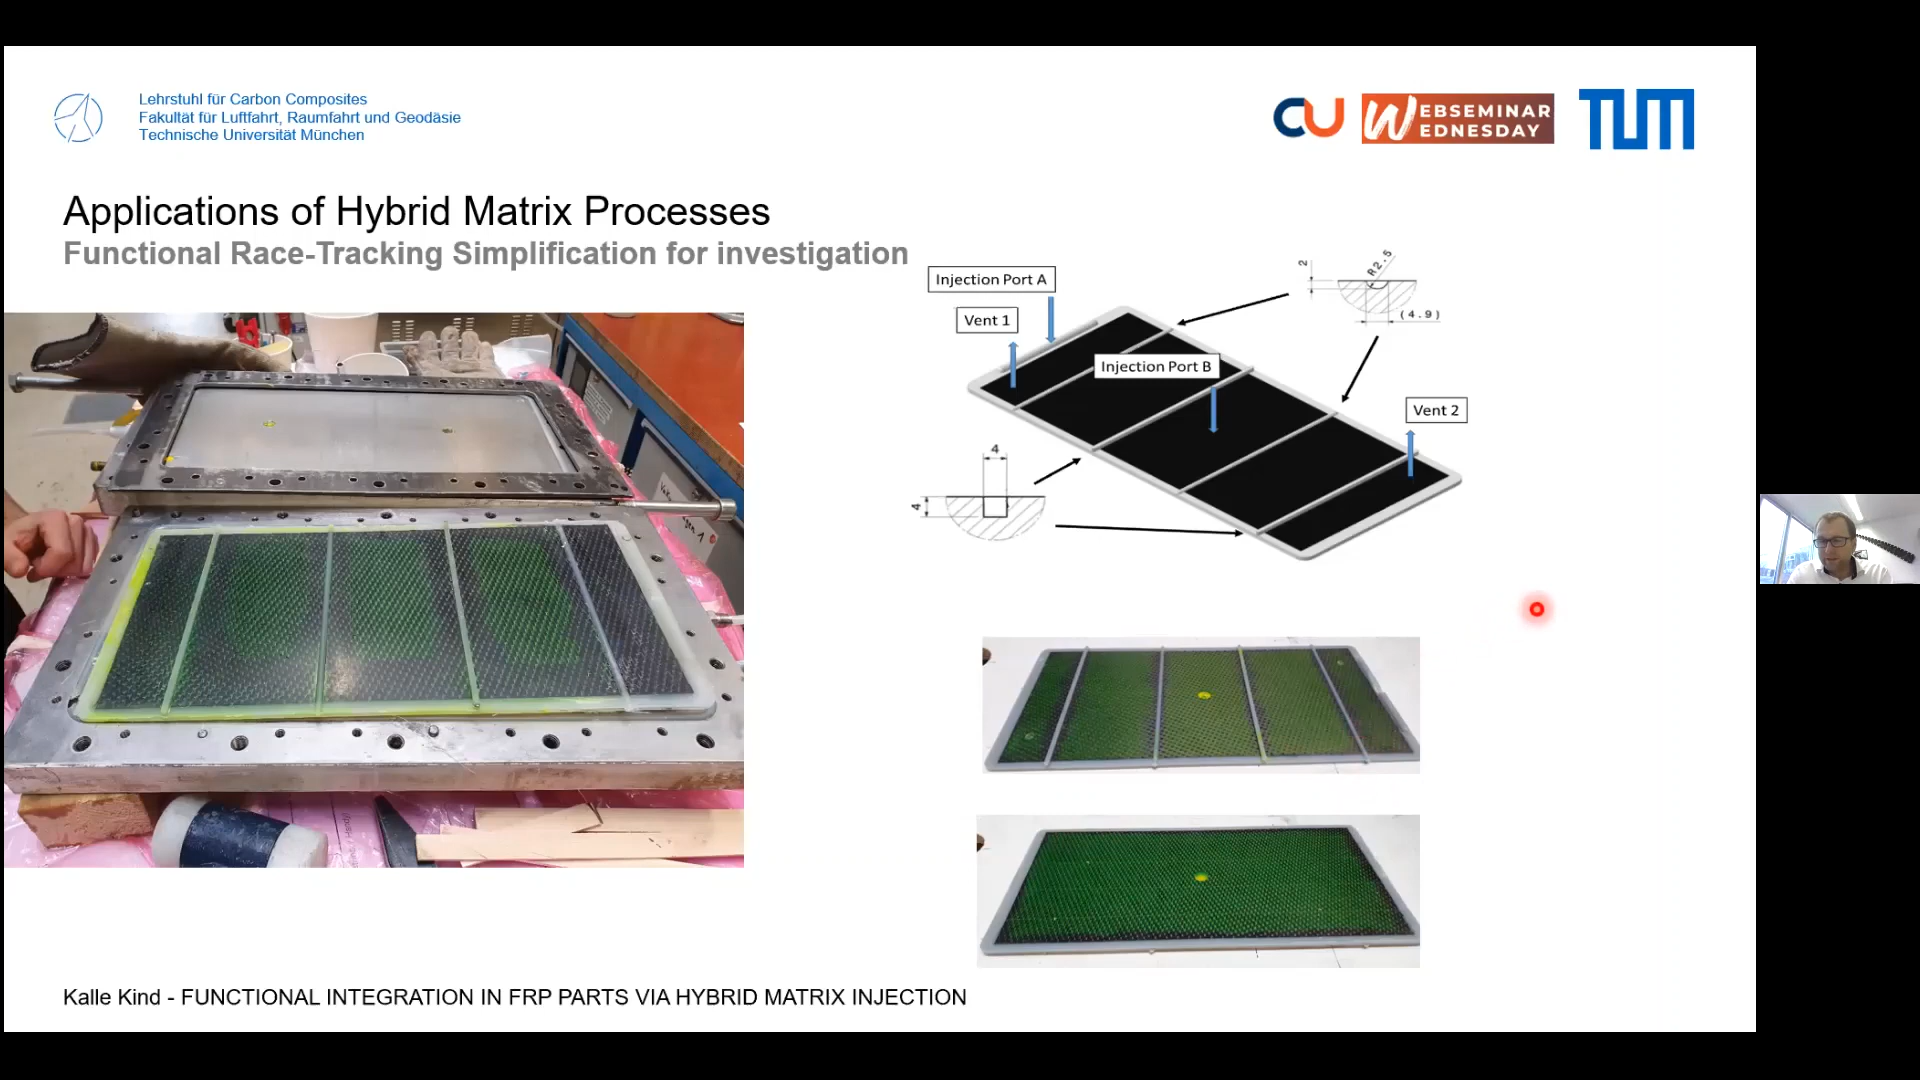 Lehrstuhl für Carbon Composites
Fakultät für Luftfahrt, Raumfahrt und Geodäsie
Technische Universität München
CU
WEBSEMINAR
WEDNESDAY
TUM
Applications of Hybrid Matrix Processes
Functional Race-Tracking Simplification for investigation
Injection Port A
Vent 1
Injection Port B
Vent 2
2
R2.5
(4.9)
4
4
Kalle Kind - FUNCTIONAL INTEGRATION IN FRP PARTS VIA HYBRID MATRIX INJECTION